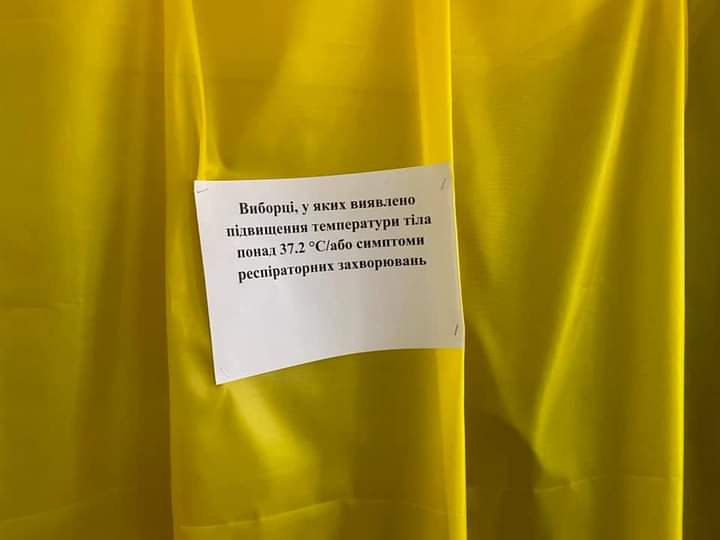 Виборці, у яких виявлено
підвищення температури тіла
понад 37.2 °С/або симптоми
респіраторних захворювань